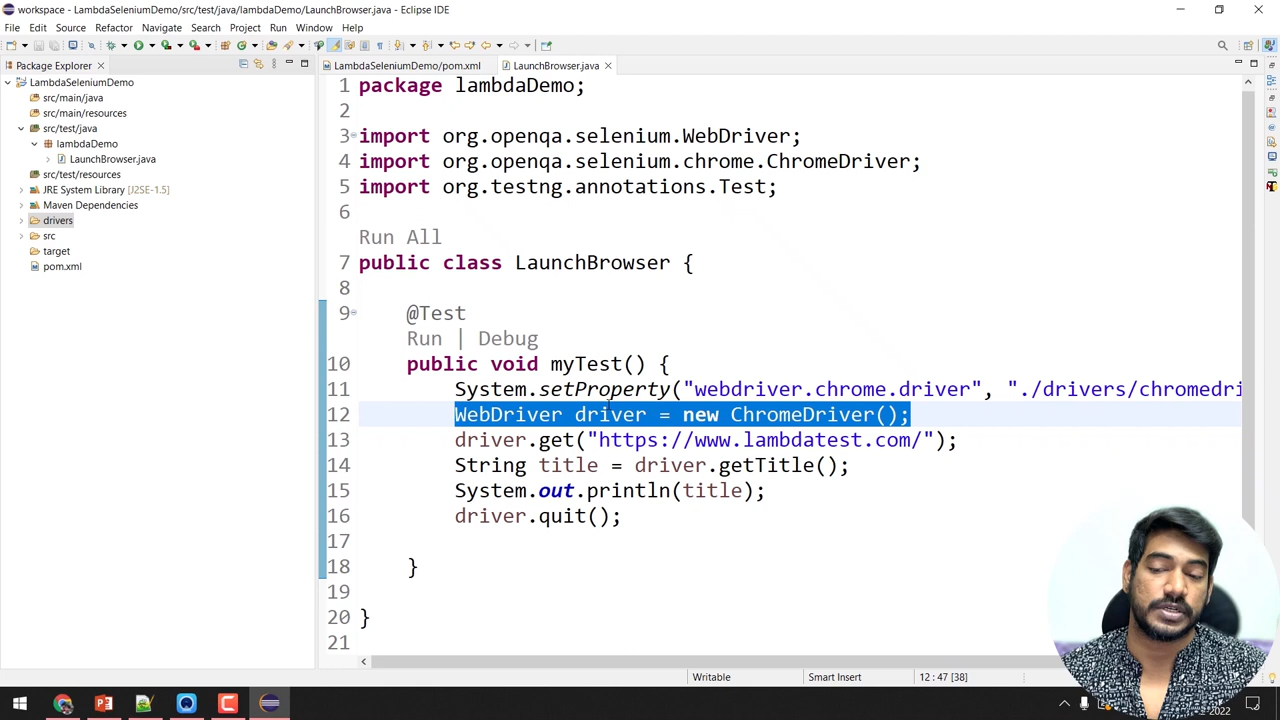 workspace - LambdaSeleniumDemo/src/test/java/lambdaDemo/LaunchBrowser.java - Eclipse IDE
File Edit Source Refactor Navigate Search Project Run Window Help
Package Explorer
LambdaSeleniumDemo/pom.xml
LaunchBrowser.java
LambdaSeleniumDemo
src/main/java
src/main/resources
src/test/java
lambdaDemo
LaunchBrowser.java
src/test/resources
JRE System Library [J2SE-1.5]
Maven Dependencies
drivers
src
target
pom.xml
1 package lambdaDemo;
2
3 import org.openqa.selenium.WebDriver;
4 import org.openqa.selenium.chrome.ChromeDriver;
5 import org.testng.annotations.Test;
6
Run All
7 public class LaunchBrowser {
8
9 @Test
Run | Debug
10 public void myTest() {
11 System.setProperty("webdriver.chrome.driver", "./drivers/chromedri
12 WebDriver driver = new ChromeDriver();
13 driver.get("https://www.lambdatest.com/");
14 String title = driver.getTitle();
15 System.out.println(title);
16 driver.quit();
17
18 }
19
20 }
21
Writable Smart Insert 12 : 47 [38]
2022